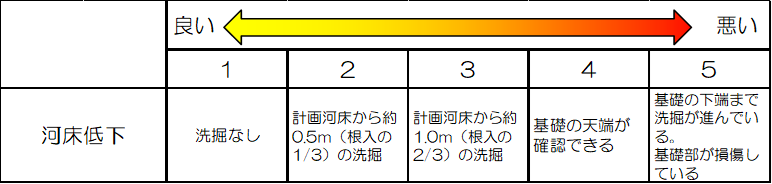 良い 悪い
1 2 3 4 5
河床低下
洗掘なし
計画河床から約
0.5m（根入の
1/3）の洗掘
計画河床から約
1.0m（根入の
2/3）の洗掘
基礎の天端が
確認できる
基礎の下端まで
洗掘が進んでい
る。
基礎部が損傷し
ている